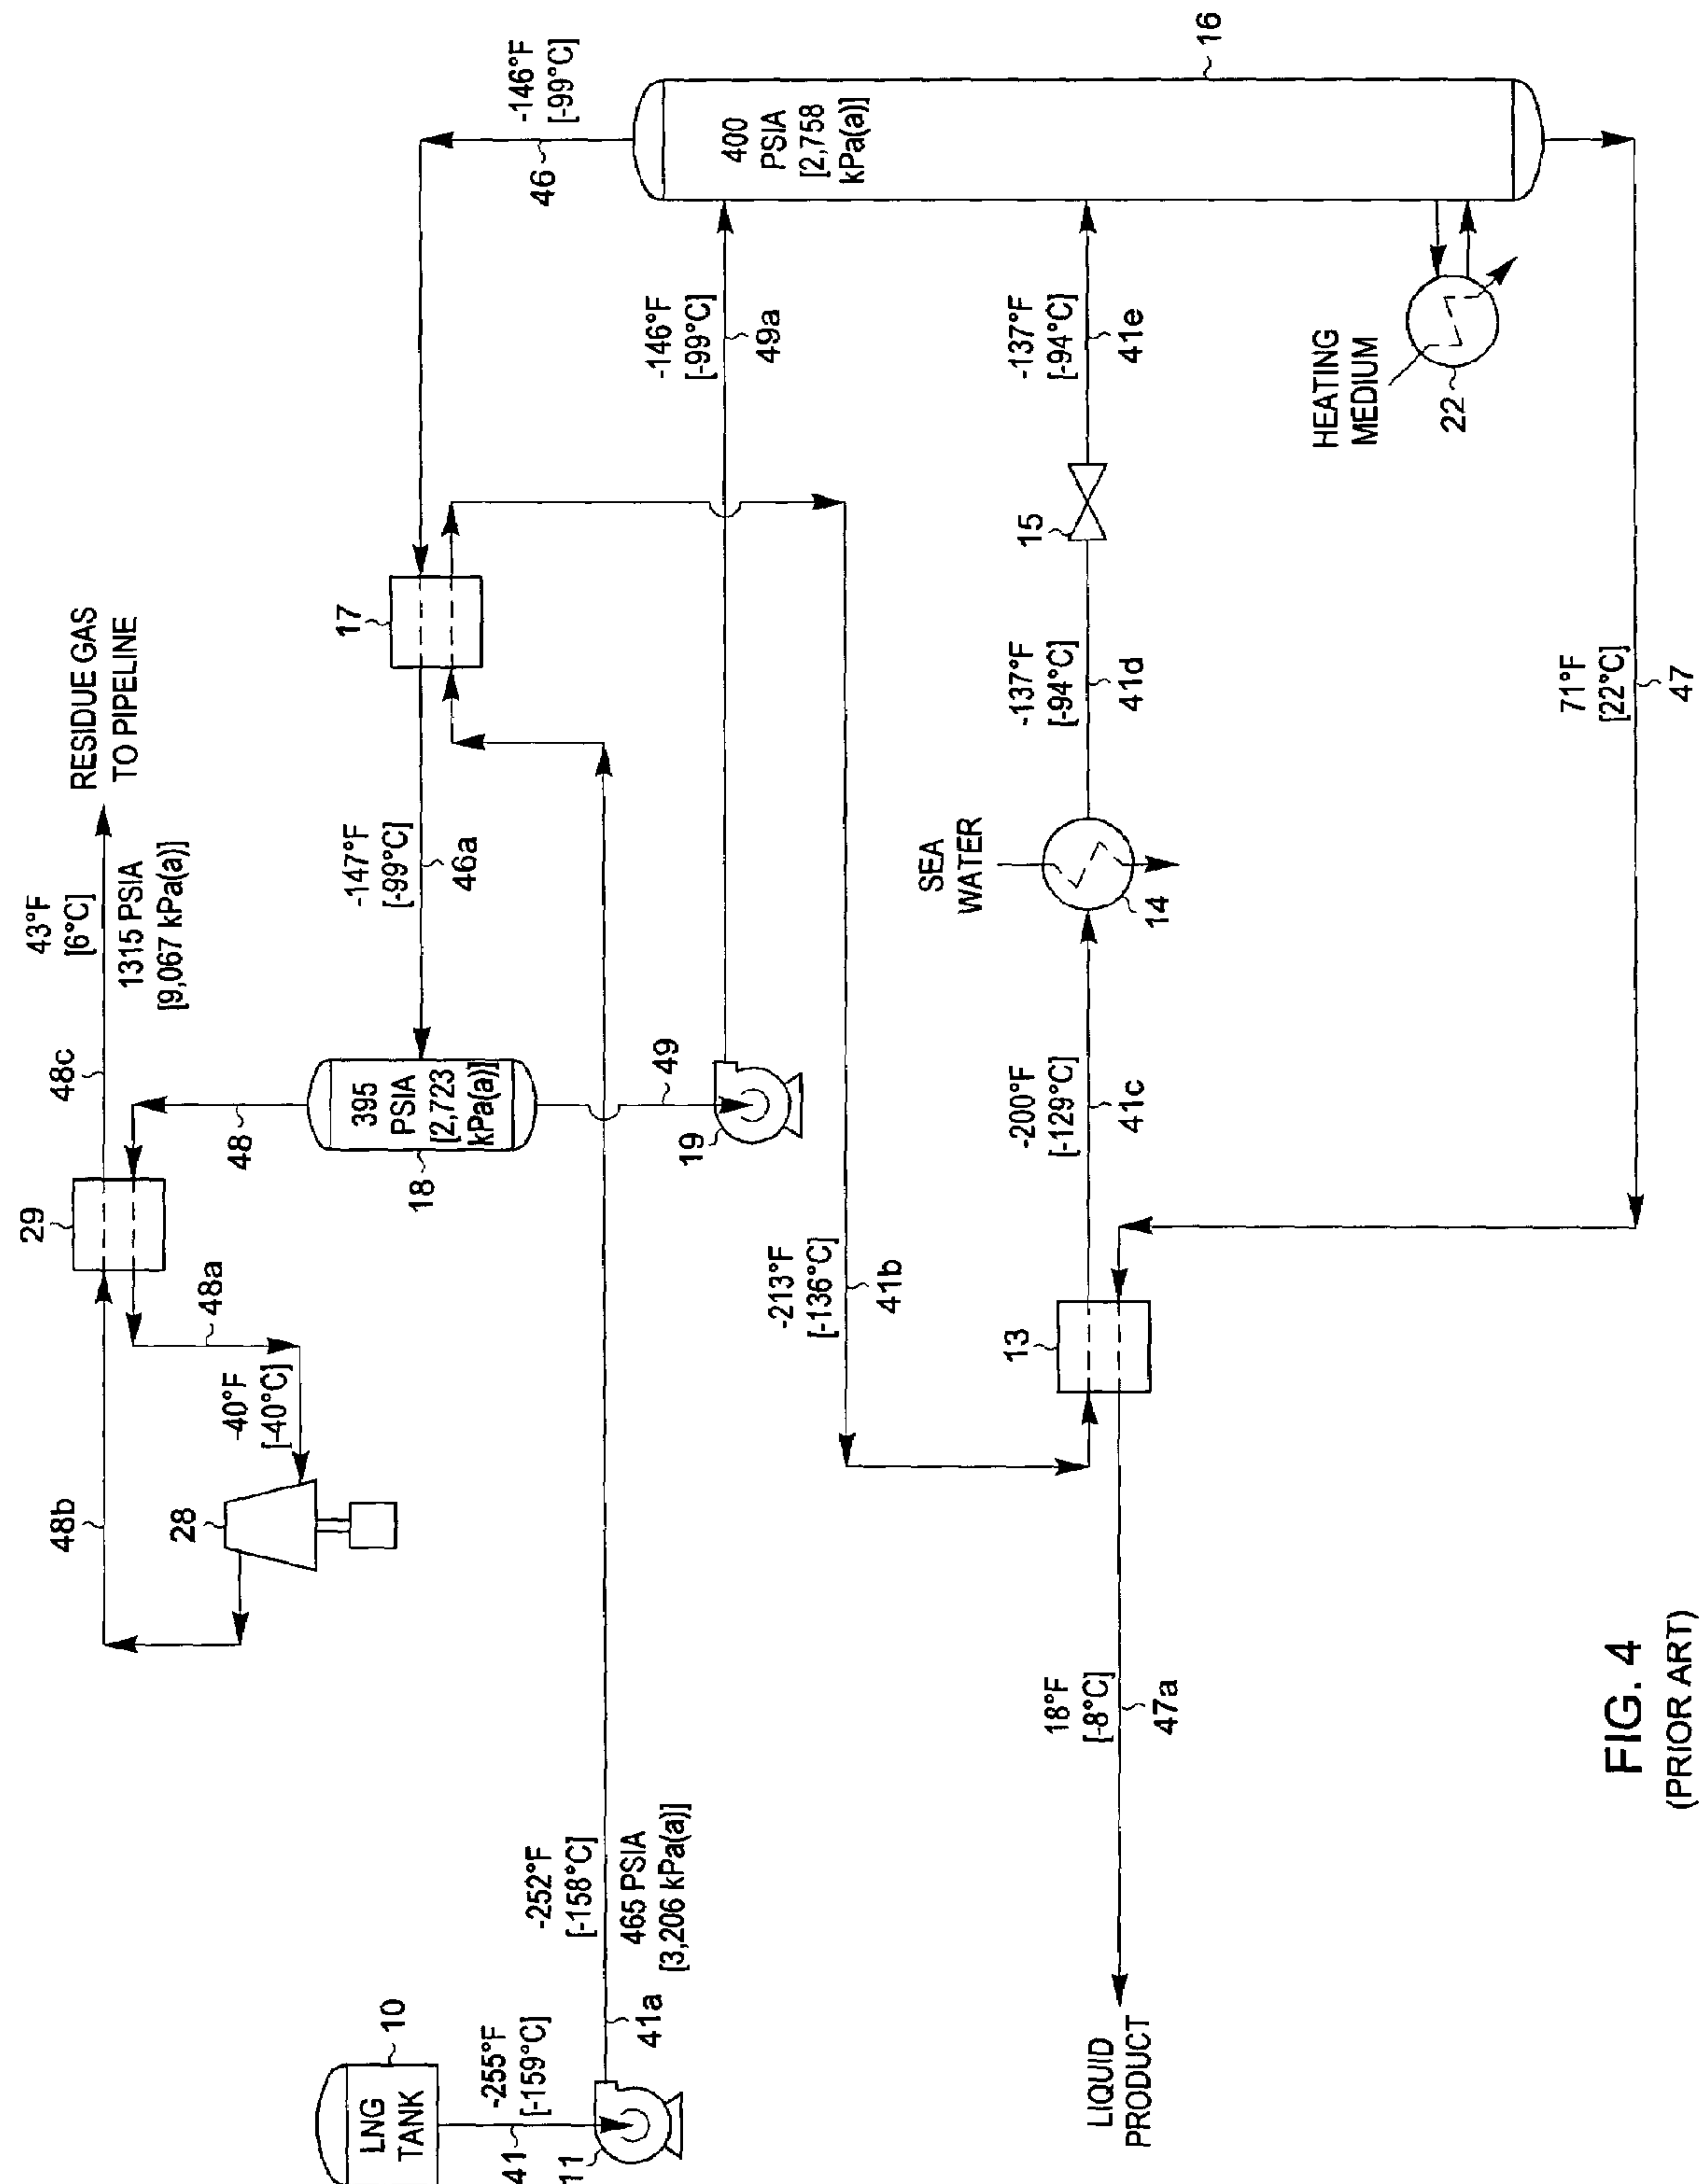 43°F
[6°C]
48c
RESIDUE GAS
TO PIPELINE
1315 PSIA
[9,067 kPa(a)]
29
48b
48
48a
-40°F
[-40°C]
28
395
PSIA
[2,723
kPa(a)]
18
-147°F
[-99°C]
46a
17
-146°F
[-99°C]
46
16
400
PSIA
[2,758
kPa(a)]
49
19
-146°F
[-99°C]
49a
LNG
TANK
10
-255°F
[-159°C]
41
11
41a
-252°F
[-158°C]
465 PSIA
[3,206 kPa(a)]
-213°F
[-136°C]
41b
13
-200°F
[-129°C]
41c
SEA
WATER
14
-137°F
[-94°C]
41d
15
-137°F
[-94°C]
41e
HEATING
MEDIUM
22
71°F
[22°C]
47
18°F
[-8°C]
47a
LIQUID
PRODUCT
FIG. 4
(PRIOR ART)